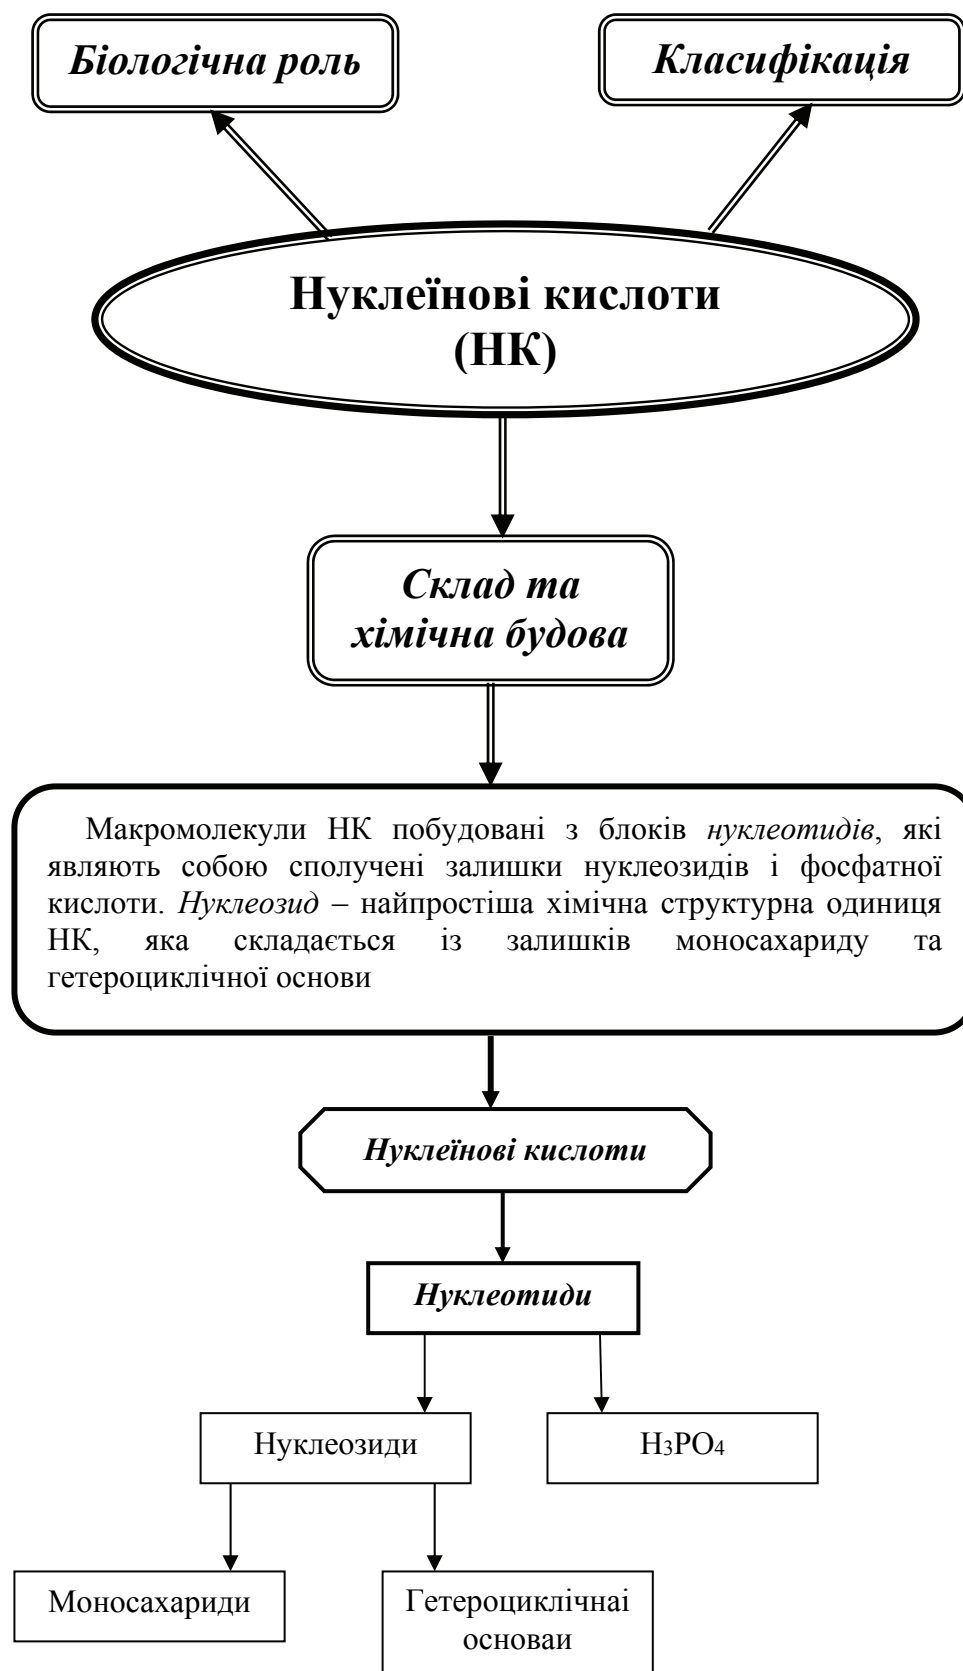 Біологічна роль
Класифікація
Нуклеїнові кислоти
(НК)
Склад та
хімічна будова
Макромолекули НК побудовані з блоків нуклеотидів, які
являють собою сполучені залишки нуклеозидів і фосфатної
кислоти. Нуклеозид – найпростіша хімічна структурна одиниця
НК, яка складається із залишків моносахариду та
гетероциклічної основи
Нуклеїнові кислоти
Нуклеотиди
Нуклеозиди
H₃PO₄
Моносахариди
Гетероциклічнаі
основаи